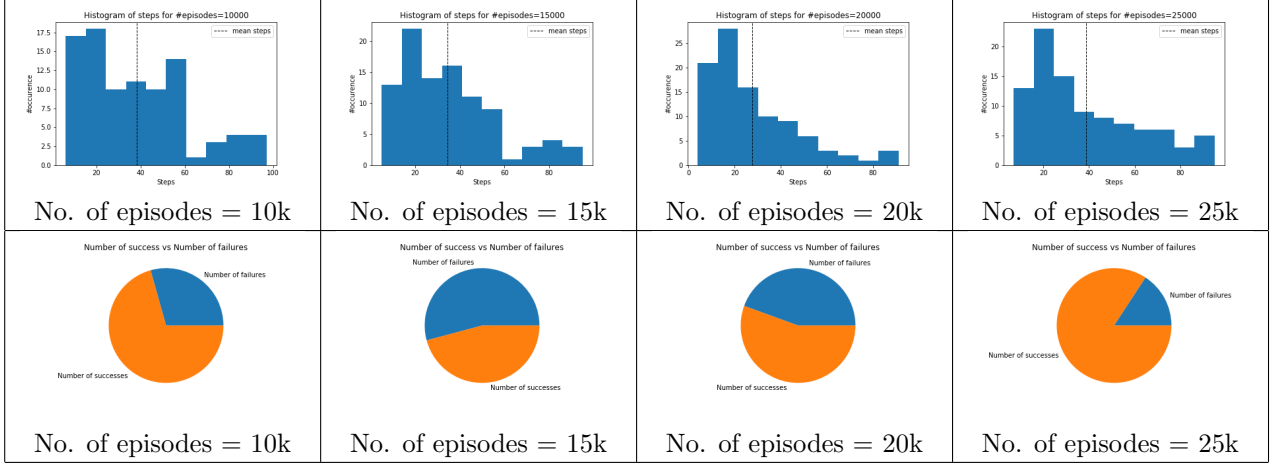 Histogram of steps for #episodes=10000
mean steps
17.5
15.0
12.5
10.0
7.5
5.0
2.5
0.0
#occurence
20
40
60
80
100
Steps
No. of episodes = 10k
Histogram of steps for #episodes=15000
mean steps
20
15
10
5
0
#occurence
20
40
60
80
Steps
No. of episodes = 15k
Histogram of steps for #episodes=20000
mean steps
25
20
15
10
5
0
#occurence
0
20
40
60
80
Steps
No. of episodes = 20k
Histogram of steps for #episodes=25000
mean steps
20
15
10
5
0
#occurence
20
40
60
80
Steps
No. of episodes = 25k
Number of success vs Number of failures
Number of failures
Number of successes
No. of episodes = 10k
Number of success vs Number of failures
Number of failures
Number of successes
No. of episodes = 15k
Number of success vs Number of failures
Number of failures
Number of successes
No. of episodes = 20k
Number of success vs Number of failures
Number of failures
Number of successes
No. of episodes = 25k